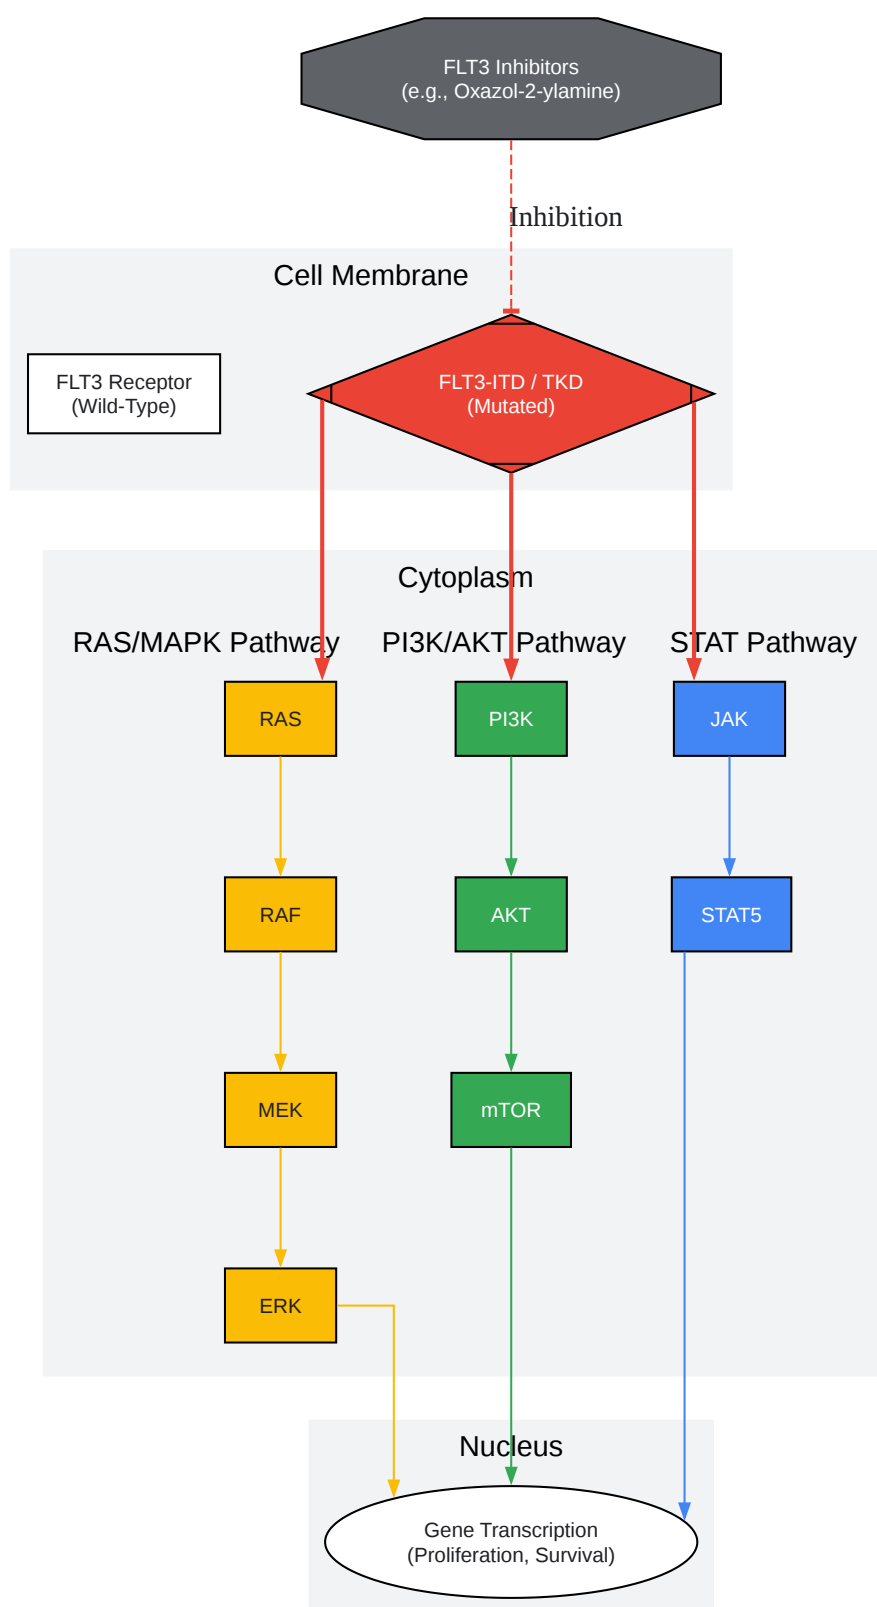 FLT3 Inhibitors
(e.g., Oxazol-2-ylamine)
Inhibition
Cell Membrane
FLT3 Receptor
(Wild-Type)
FLT3-ITD / TKD
(Mutated)
Cytoplasm
RAS/MAPK Pathway
PI3K/AKT Pathway
STAT Pathway
RAS
PI3K
JAK
RAF
AKT
STAT5
MEK
mTOR
ERK
Nucleus
Gene Transcription
(Proliferation, Survival)